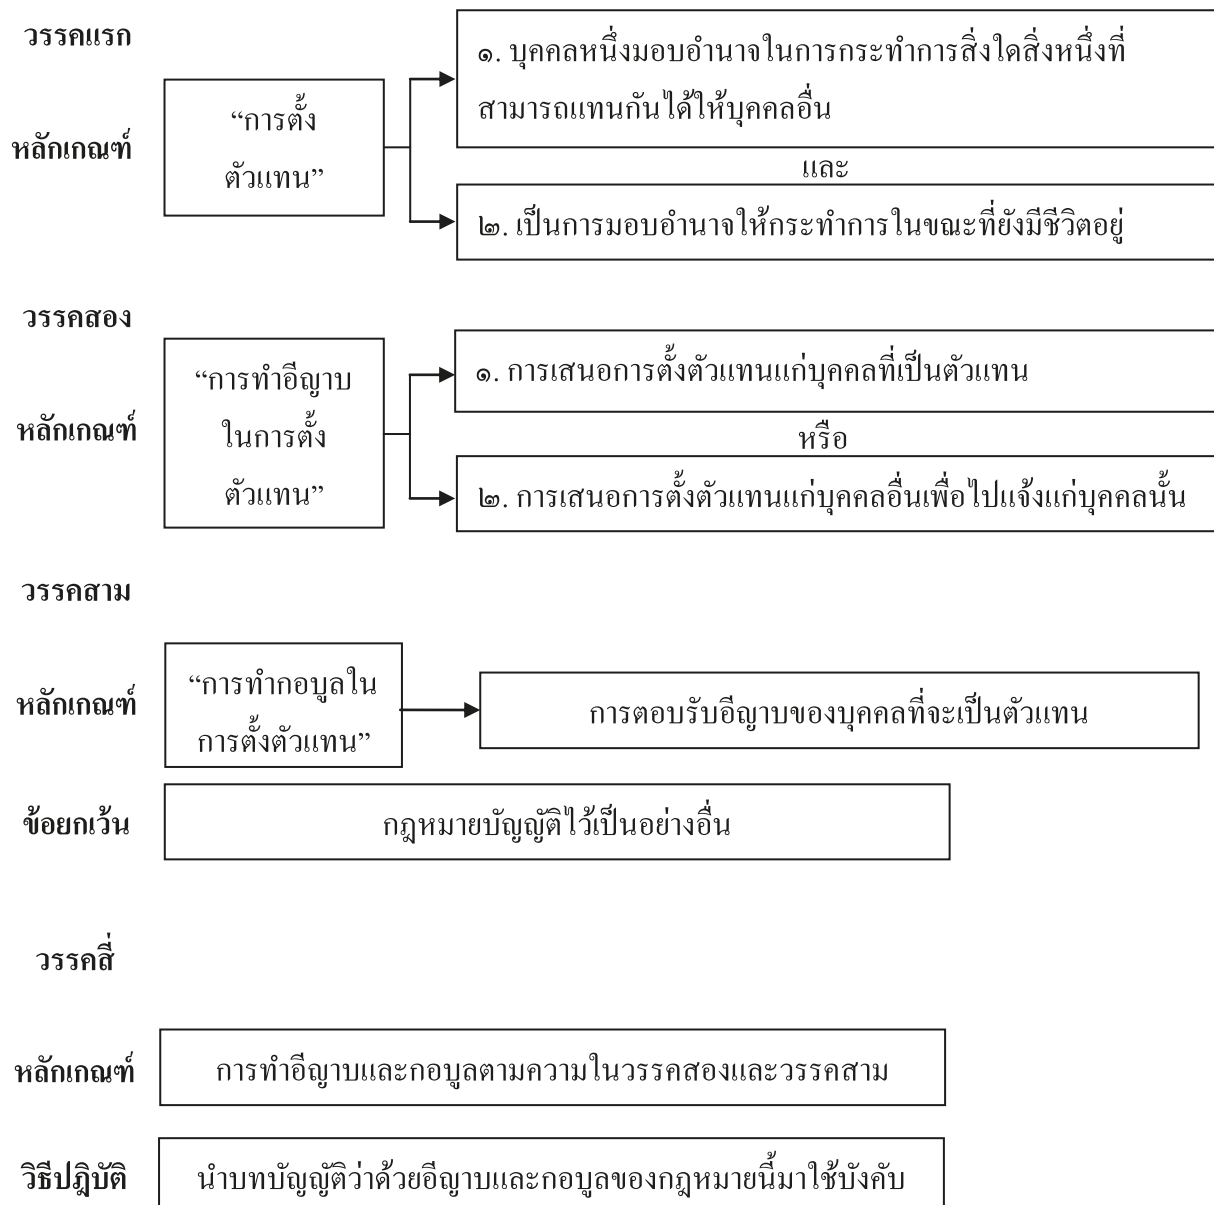 วรรคแรก
หลักเกณฑ์
“การตั้ง
ตัวแทน”
๑. บุคคลหนึ่งมอบอำนาจในการกระทำการสิ่งใดสิ่งหนึ่งที่
สามารถแทนกันได้ให้บุคคลอื่น
และ
๒. เป็นการมอบอำนาจให้กระทำการในขณะที่ยังมีชีวิตอยู่
วรรคสอง
หลักเกณฑ์
“การทำอีญาบ
ในการตั้ง
ตัวแทน”
๑. การเสนอการตั้งตัวแทนแก่บุคคลที่เป็นตัวแทน
หรือ
๒. การเสนอการตั้งตัวแทนแก่บุคคลอื่นเพื่อไปแจ้งแก่บุคคลนั้น
วรรคสาม
หลักเกณฑ์
“การทำกอบูลใน
การตั้งตัวแทน”
การตอบรับอีญาบของบุคคลที่จะเป็นตัวแทน
ข้อยกเว้น
กฎหมายบัญญัติไว้เป็นอย่างอื่น
วรรคสี่
หลักเกณฑ์
การทำอีญาบและกอบูลตามความในวรรคสองและวรรคสาม
วิธีปฎิบัติ
นำบทบัญญัติว่าด้วยอีญาบและกอบูลของกฎหมายนี้มาใช้บังคับ